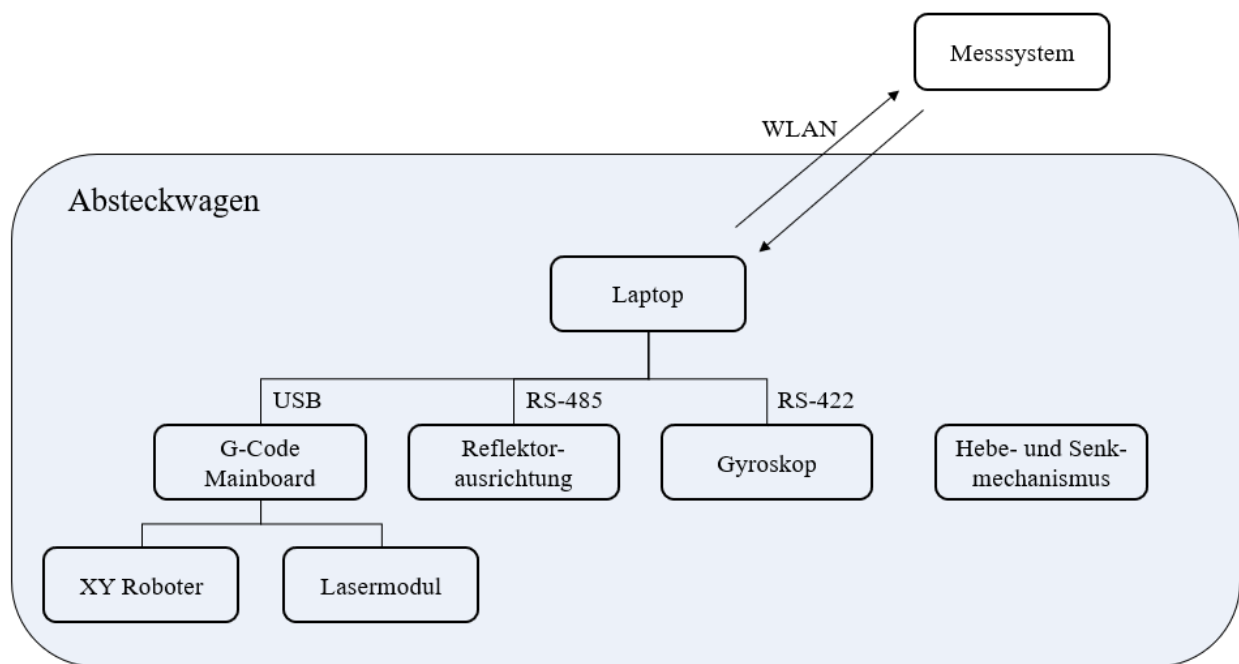 Messsystem
WLAN
Absteckwagen
Laptop
USB
RS-485
RS-422
G-Code
Mainboard
Reflektor-
ausrichtung
Gyroskop
Hebe- und Senk-
mechanismus
XY Roboter
Lasermodul